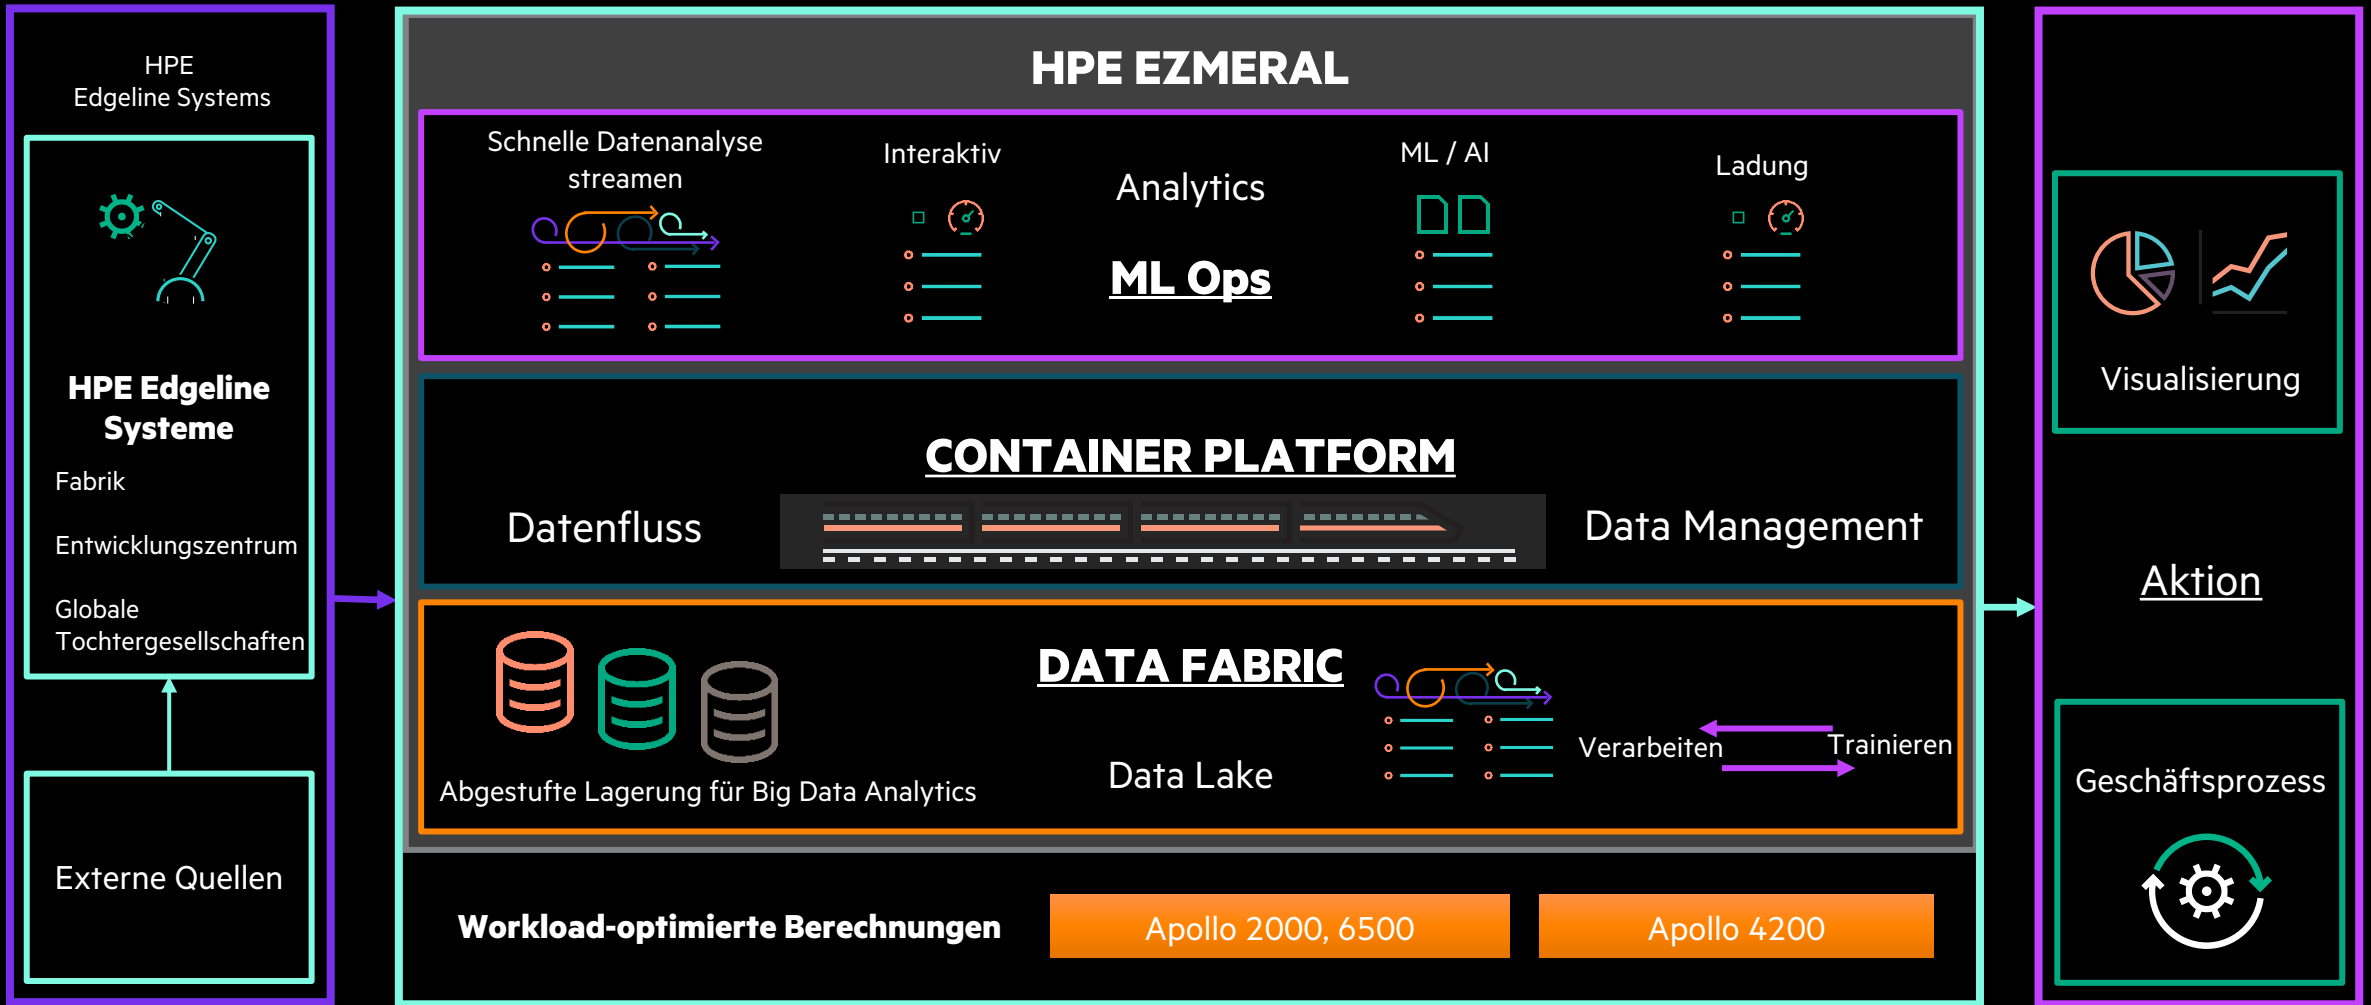 HPE
Edgeline Systems
HPE Edgeline
Systeme
Fabrik
Entwicklungszentrum
Globale
Tochtergesellschaften
Externe Quellen
HPE EZMERAL
Schnelle Datenanalyse
streamen
Interaktiv
Analytics
ML Ops
ML / AI
Ladung
CONTAINER PLATFORM
Datenfluss
Data Management
DATA FABRIC
Abgestufte Lagerung für Big Data Analytics
Data Lake
Verarbeiten
Trainieren
Workload-optimierte Berechnungen
Apollo 2000, 6500
Apollo 4200
Visualisierung
Aktion
Geschäftsprozess